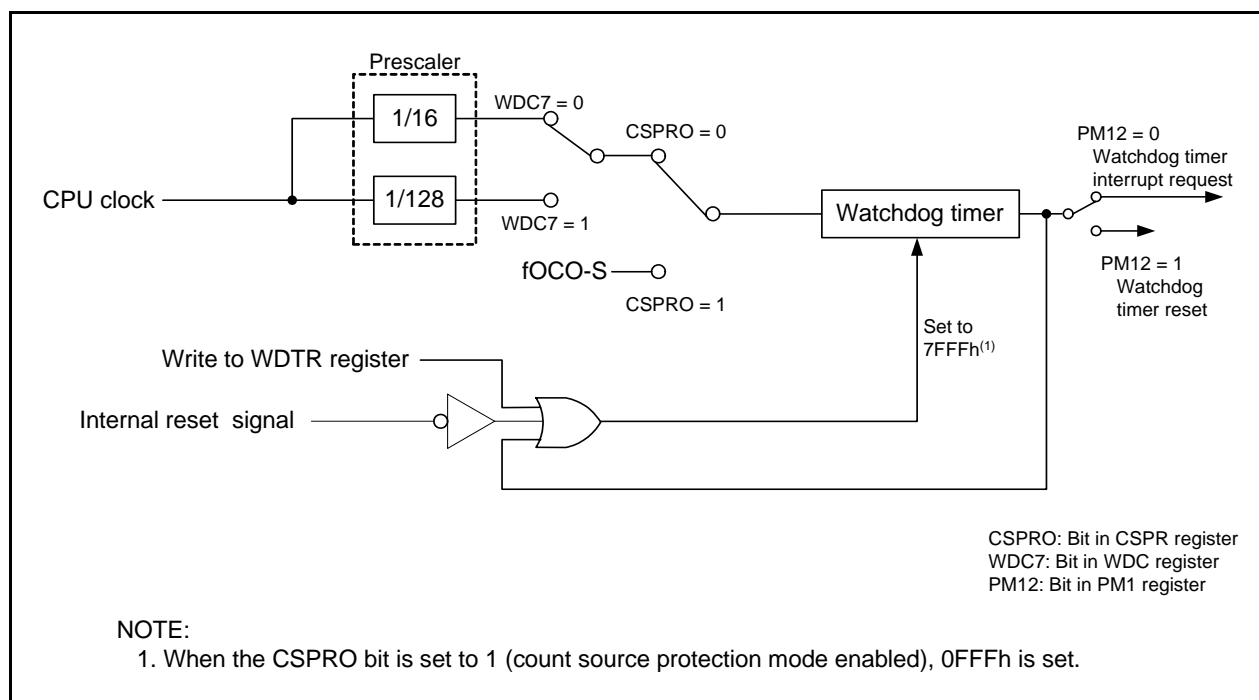 Prescaler
1/16
WDC7 = 0
CSPRO = 0
PM12 = 0
Watchdog timer
interrupt request
CPU clock
1/128
WDC7 = 1
Watchdog timer
fOCO-S
CSPRO = 1
PM12 = 1
Watchdog
timer reset
Set to
7FFFh(1)
Write to WDTR register
Internal reset signal
CSPRO: Bit in CSPR register
WDC7: Bit in WDC register
PM12: Bit in PM1 register
NOTE:
1. When the CSPRO bit is set to 1 (count source protection mode enabled), 0FFFh is set.